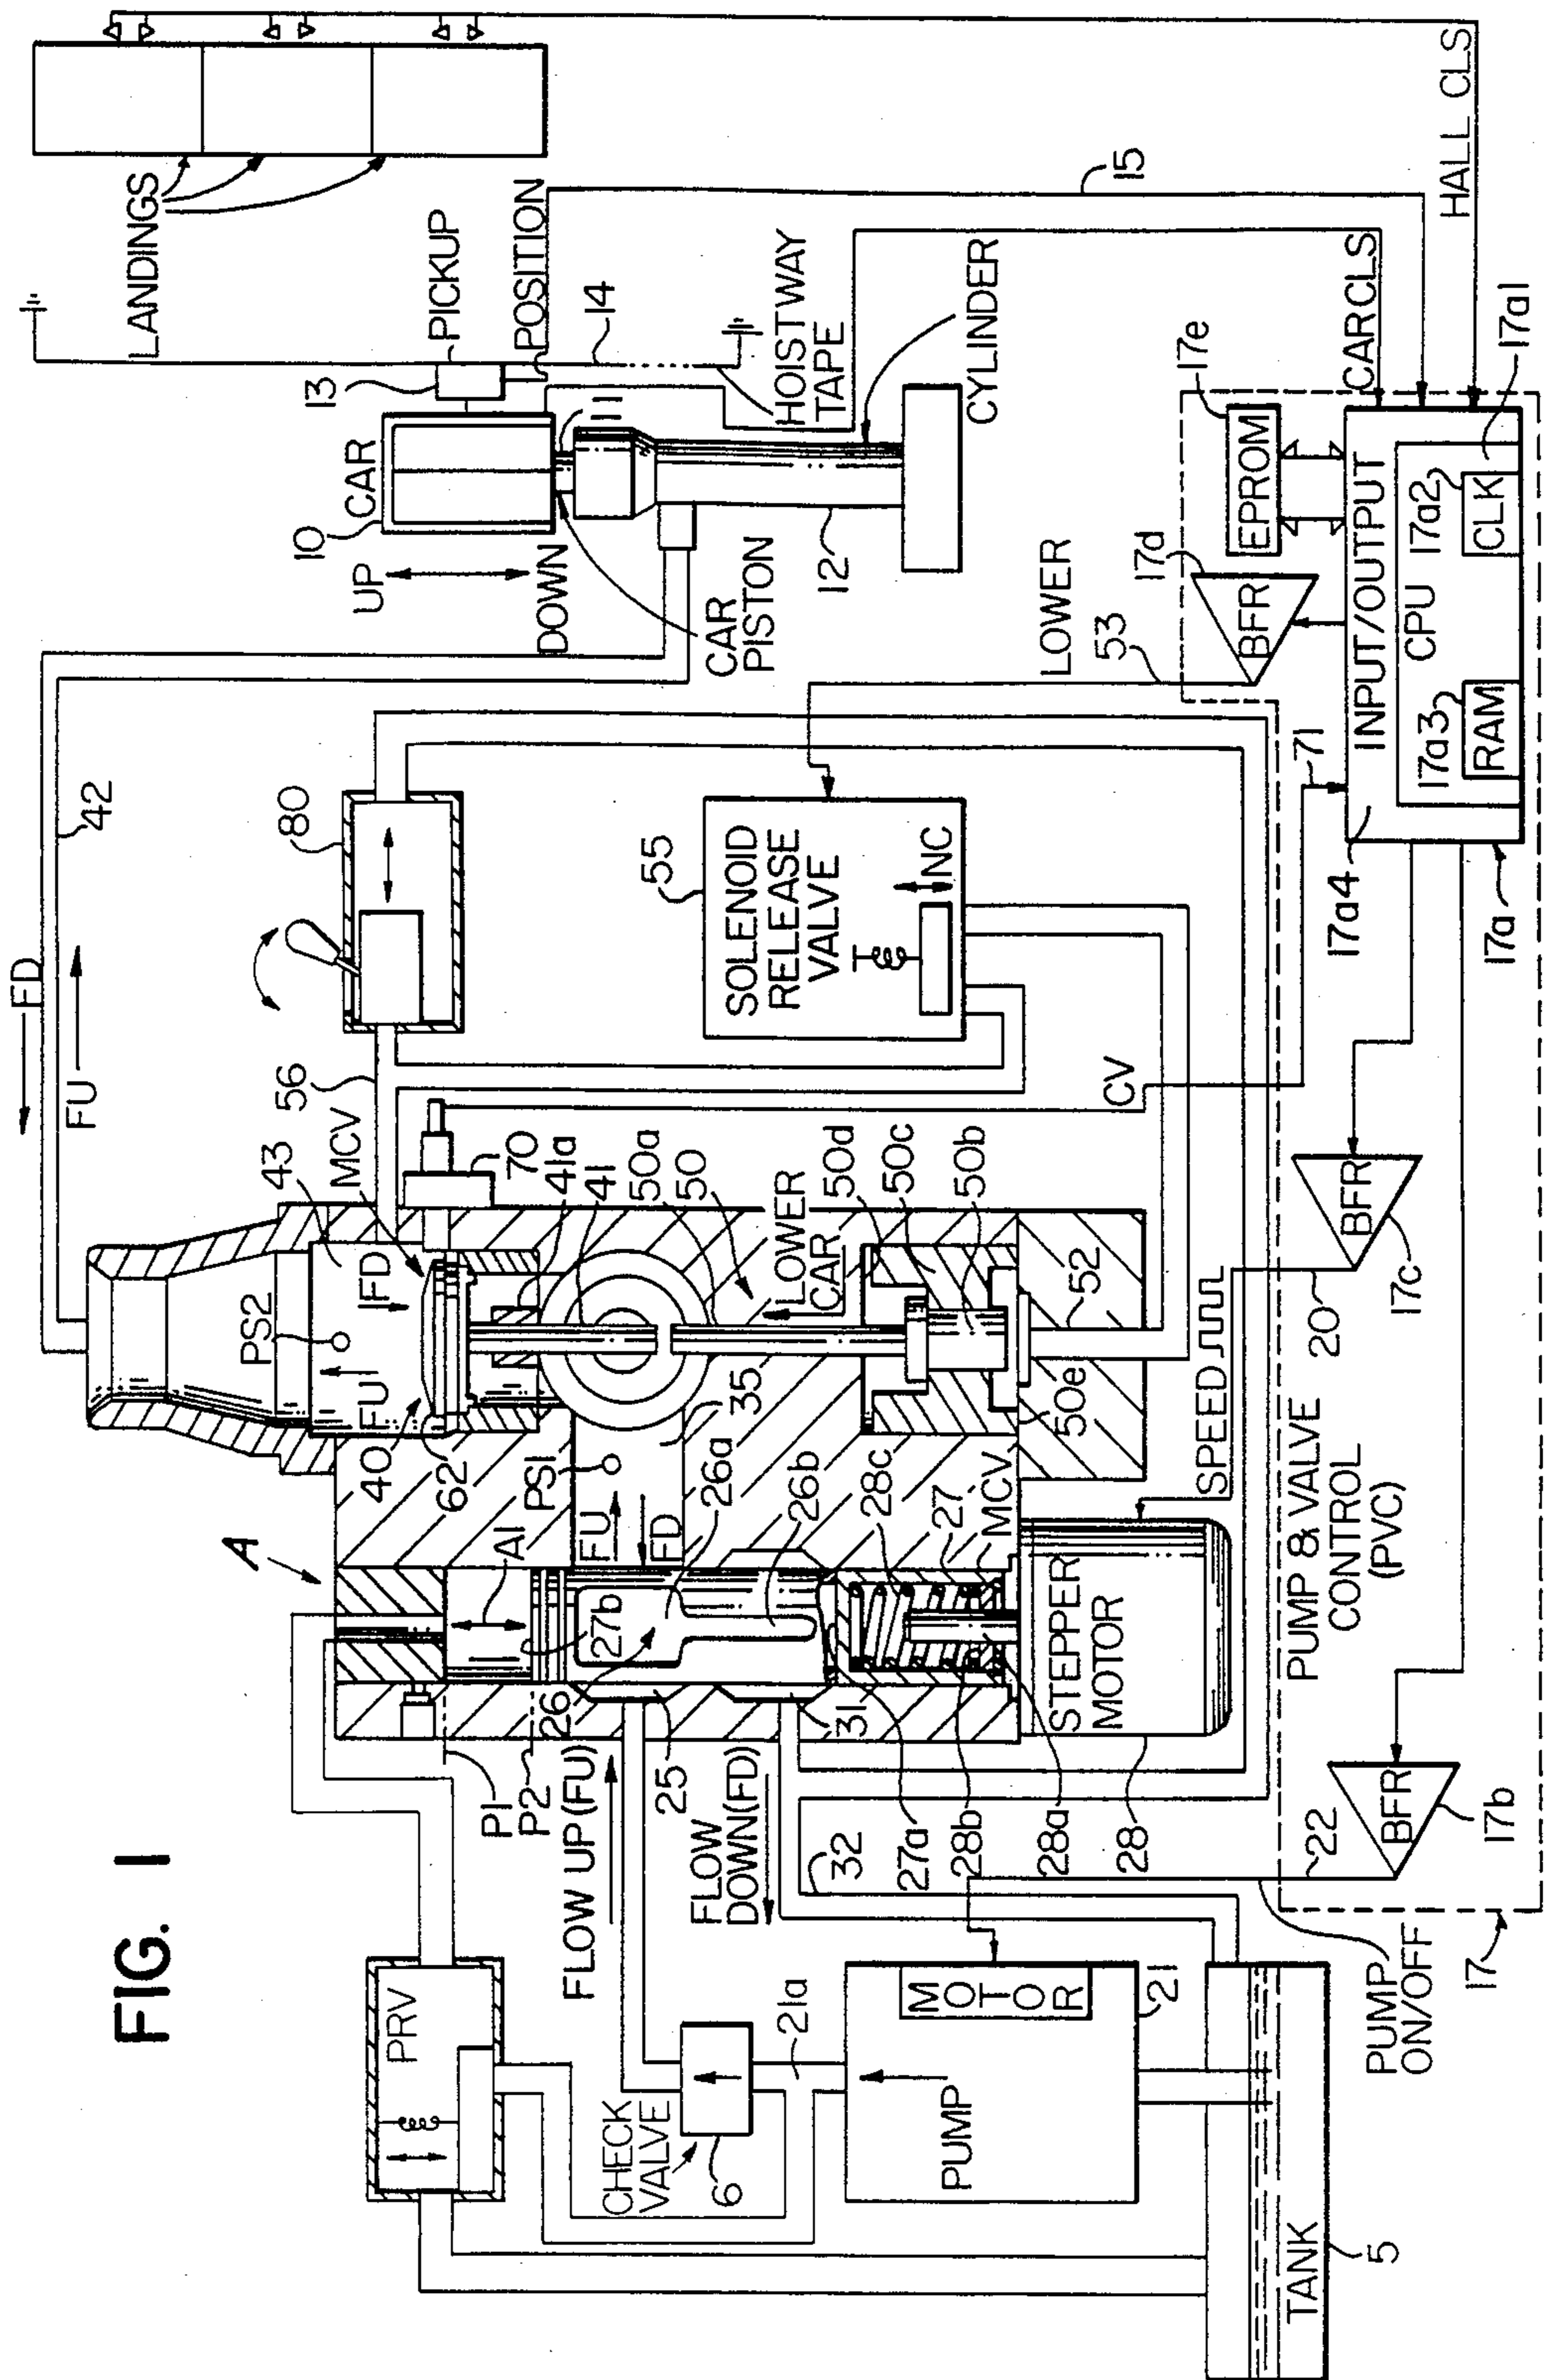 FIG. 1
LANDINGS
HALL CLS
15
PICKUP
POSITION
13
14
HOISTWAY
TAPE
CYLINDER
CAR
10
11
UP
DOWN
CAR
PISTON
12
CAR CLS
17e
EPROM
17d
BFR
LOWER
53
INPUT/OUTPUT
CPU
17a1
17a2
CLK
17a3
RAM
17a4
17a
71
FD
FU
42
80
56
55
SOLENOID
RELEASE
VALVE
NC
CV
MCV
43
PS2
FU
FD
40
62
70
41a
41
50a
50
LOWER
CAR
50d
50c
50b
50e
52
35
PS1
FU
FD
A
A1
27b
26
26a
26b
28c
27
MCV
STEPPER
MOTOR
SPEED
20
BFR
17c
PUMP & VALVE
CONTROL
(PVC)
P1
P2
FLOW UP (FU)
25
31
FLOW
DOWN(FD)
32
27a
28b
28a
28
22
BFR
17b
PRV
CHECK
VALVE
6
21a
PUMP
MOTOR
21
PUMP
ON/OFF
17
TANK
5